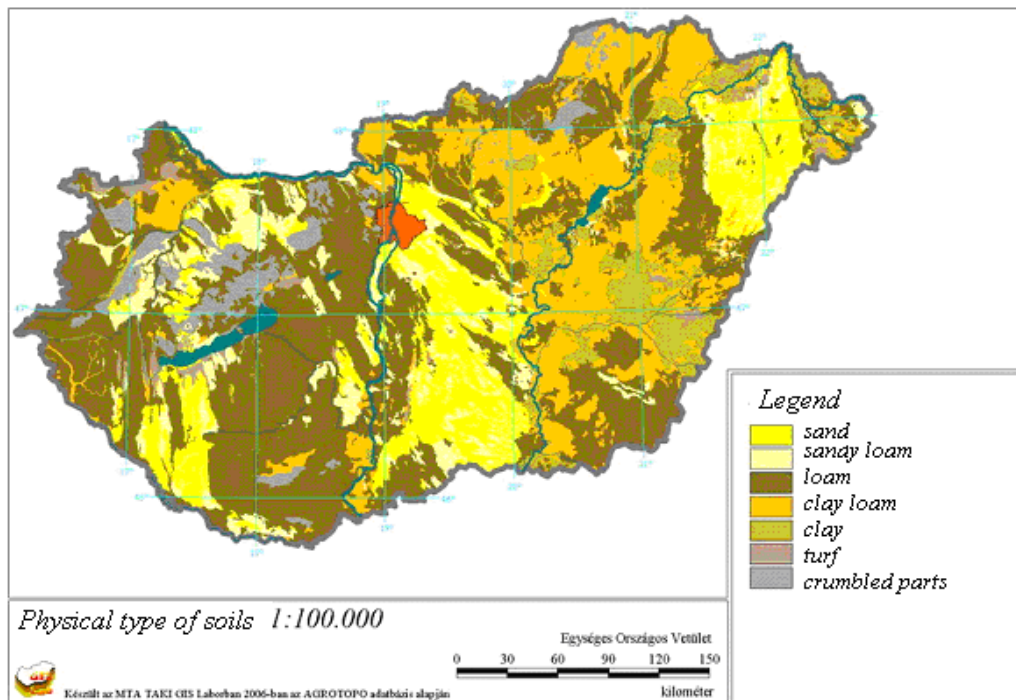 Legend
sand
sandy loam
loam
clay loam
clay
turf
crumbled parts
Physical type of soils 1:100.000
Egységes Országos Vetület
0 30 60 90 120 150
kilométer
Készült az MTA TAKI GIS Laborban 2006-ban az AGROTOPO adatbázis alapján